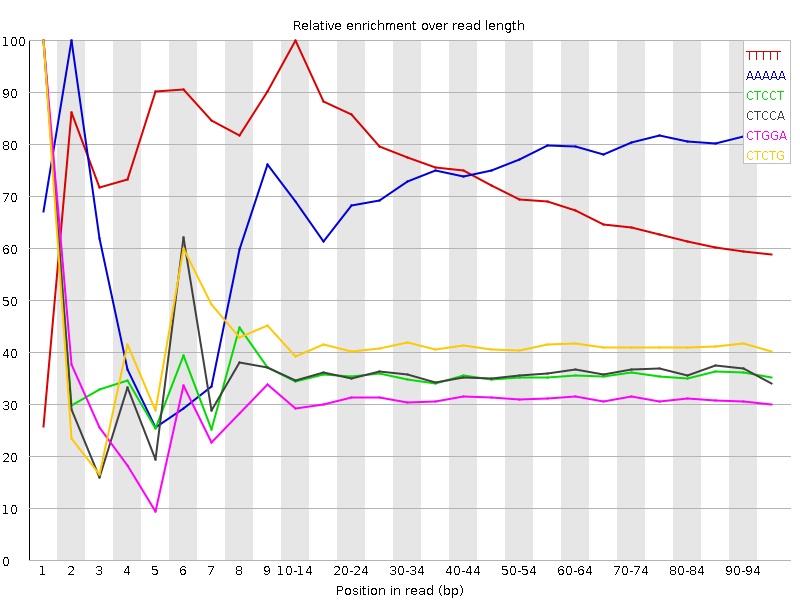 Relative enrichment over read length
100
90
80
70
60
50
40
30
20
10
0
TTTTT
AAAAA
CTCCT
CTCCA
CTGGA
CTCTG
1 2 3 4 5 6 7 8 9 10-14 20-24 30-34 40-44 50-54 60-64 70-74 80-84 90-94
Position in read (bp)